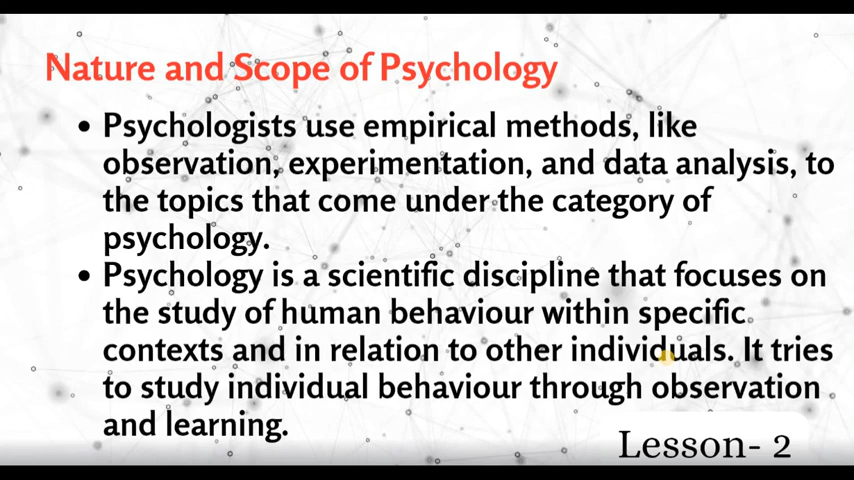 Nature and Scope of Psychology
• Psychologists use empirical methods, like
observation, experimentation, and data analysis, to
the topics that come under the category of
psychology.
• Psychology is a scientific discipline that focuses on
the study of human behaviour within specific
contexts and in relation to other individuals. It tries
to study individual behaviour through observation
and learning.
Lesson- 2